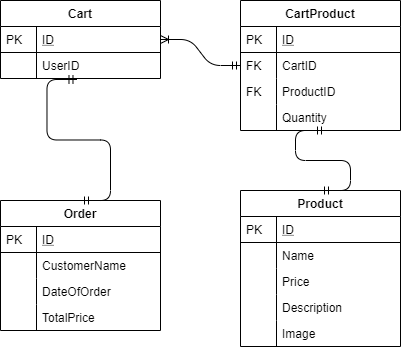 Cart
PK ID
UserID
CartProduct
PK ID
FK CartID
FK ProductID
Quantity
Order
PK ID
CustomerName
DateOfOrder
TotalPrice
Product
PK ID
Name
Price
Description
Image